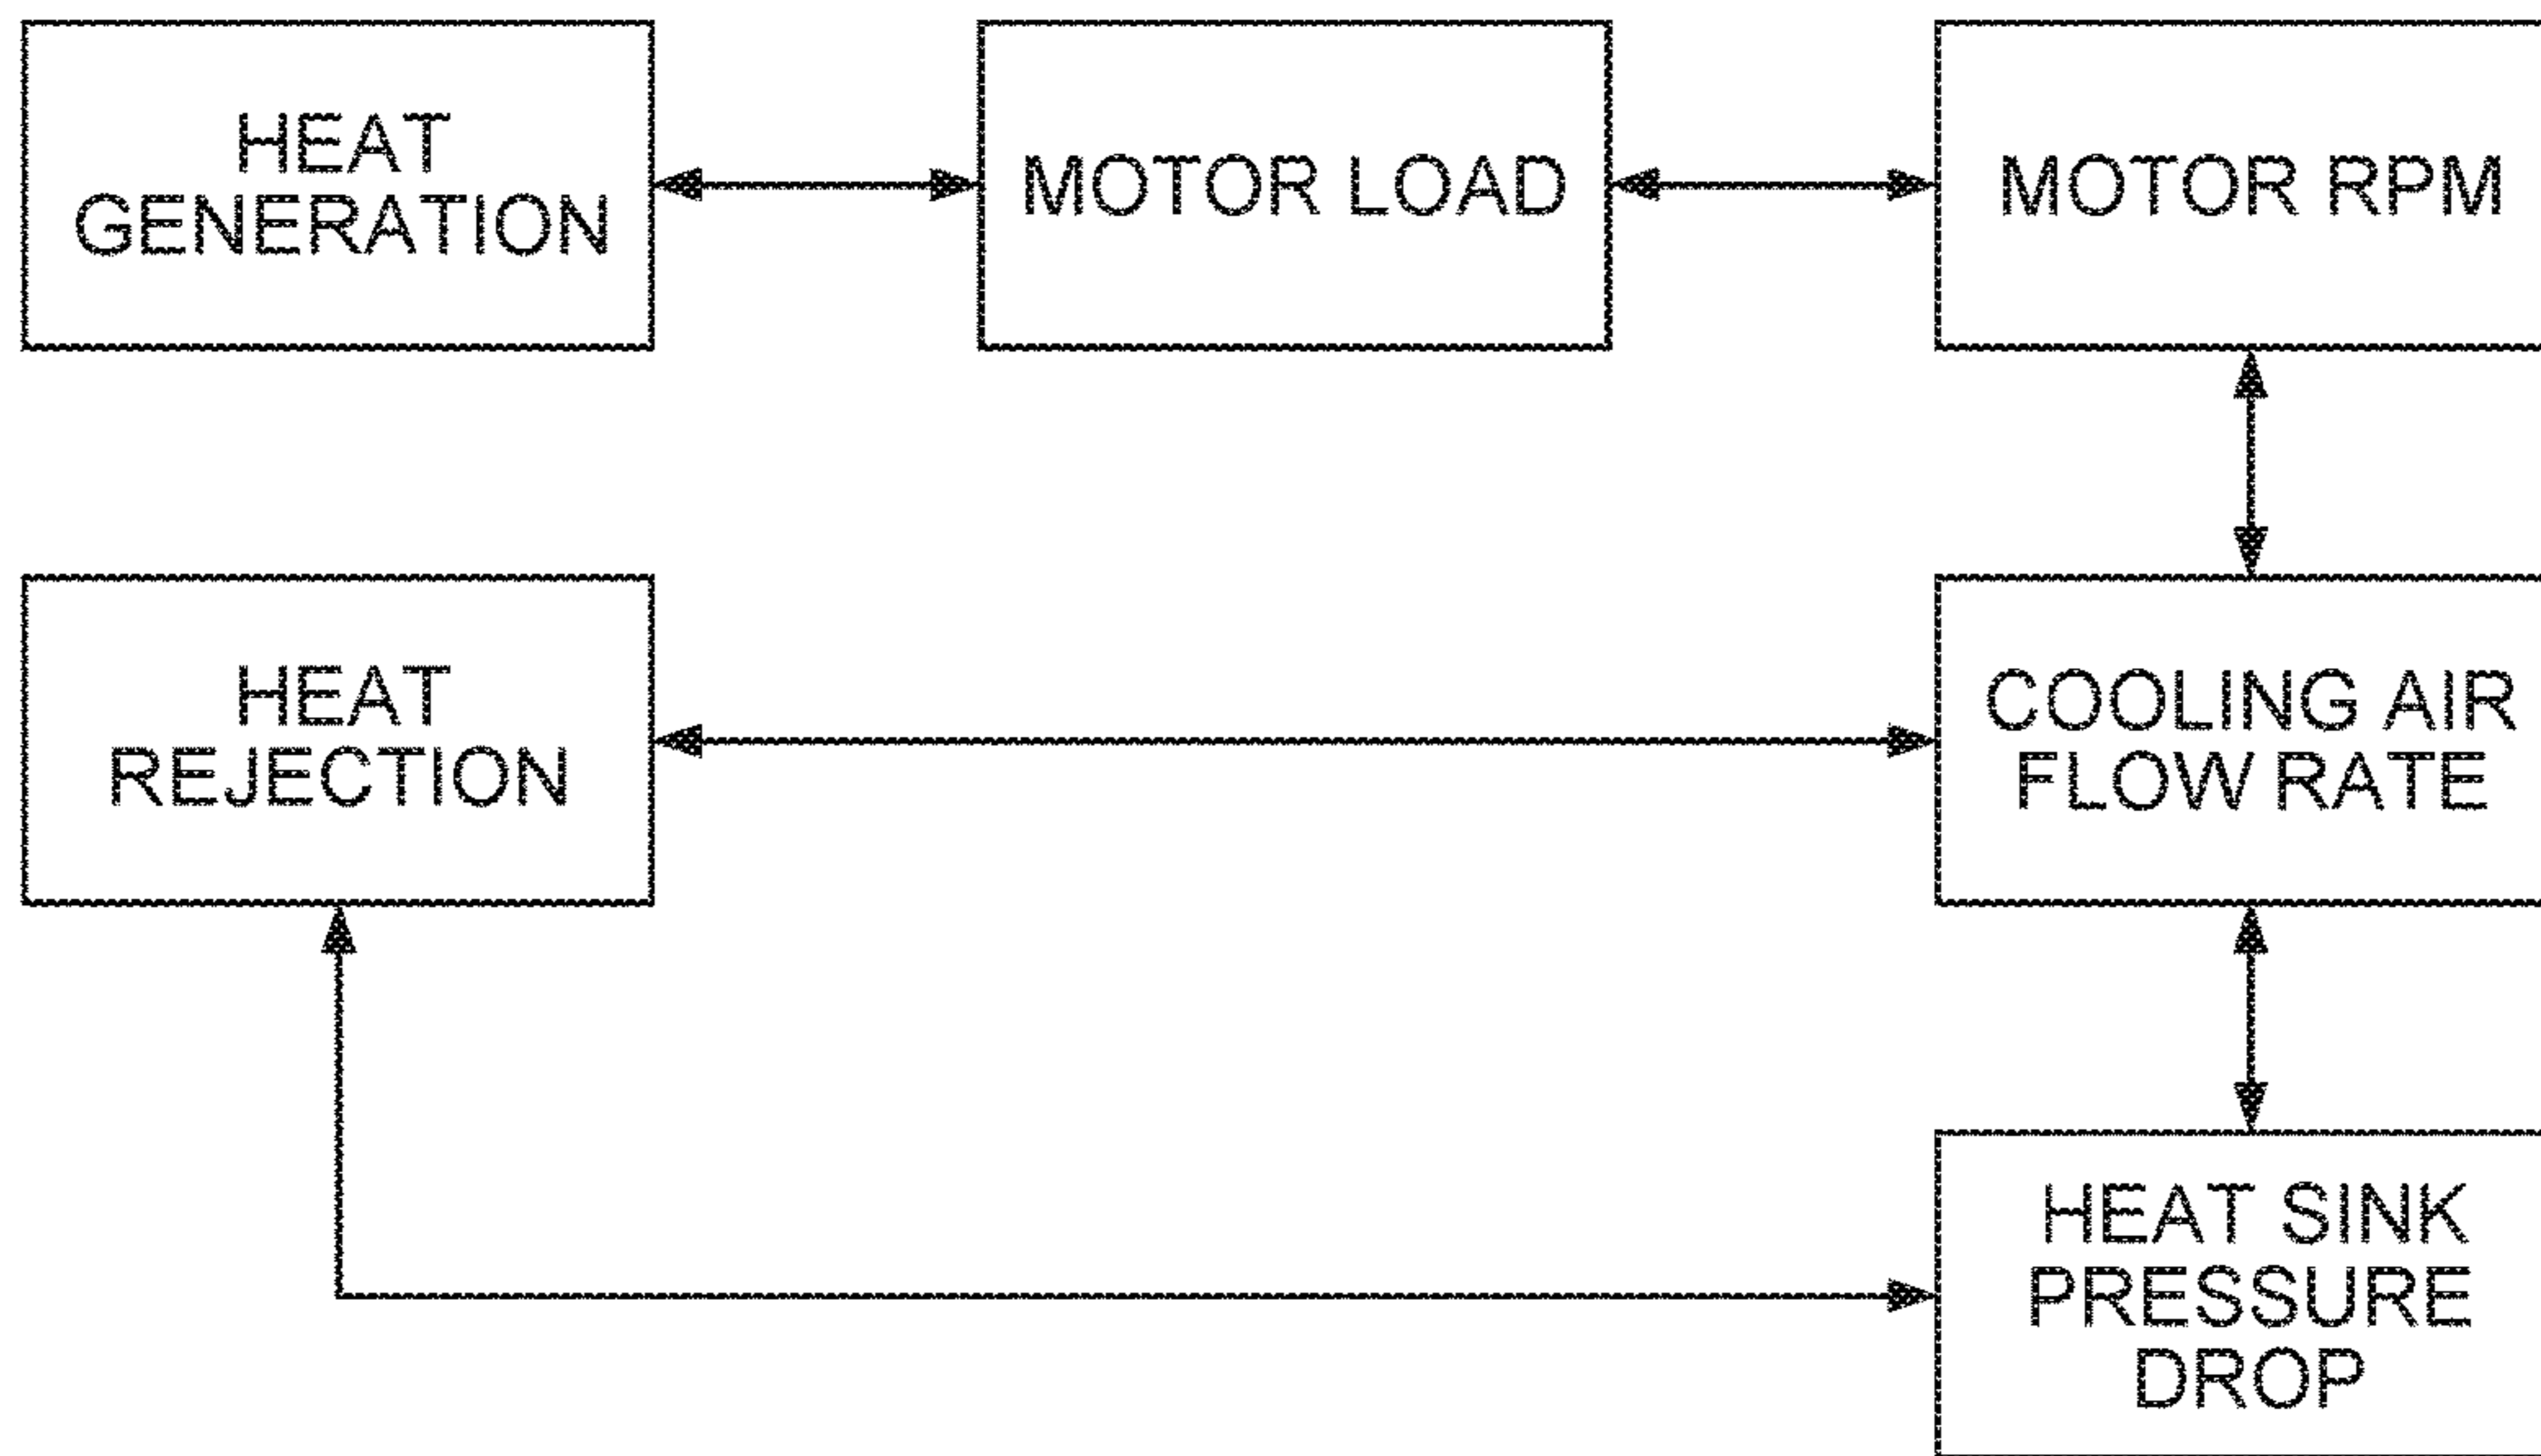 HEAT
GENERATION
MOTOR LOAD
MOTOR RPM
HEAT
REJECTION
COOLING AIR
FLOW RATE
HEAT SINK
PRESSURE
DROP